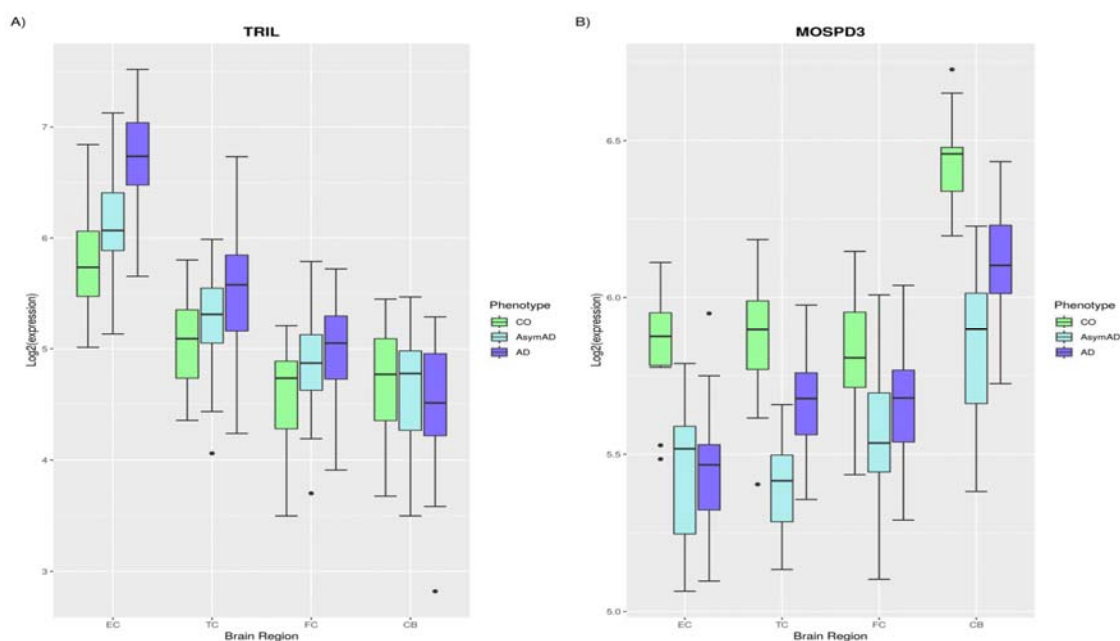 A)
TRIL
Log2(expression)
7
6
5
4
3
EC TC FC CB
Brain Region
Phenotype
CO
AsymAD
AD
B)
MOSPD3
Log2(expression)
6.5
6.0
5.5
5.0
EC TC FC CB
Brain Region
Phenotype
CO
AsymAD
AD